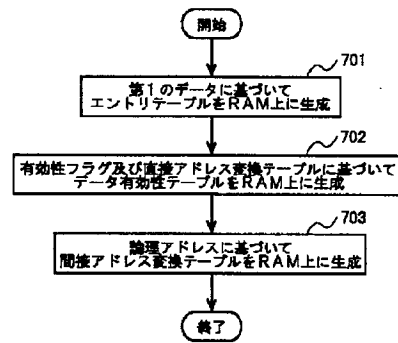 開始
701
第1のデータに基づいて
エントリテーブルをRAM上に生成
702
有効性フラグ及び直接アドレス変換テーブルに基づいて
データ有効性テーブルをRAM上に生成
703
論理アドレスに基づいて
間接アドレス変換テーブルをRAM上に生成
終了